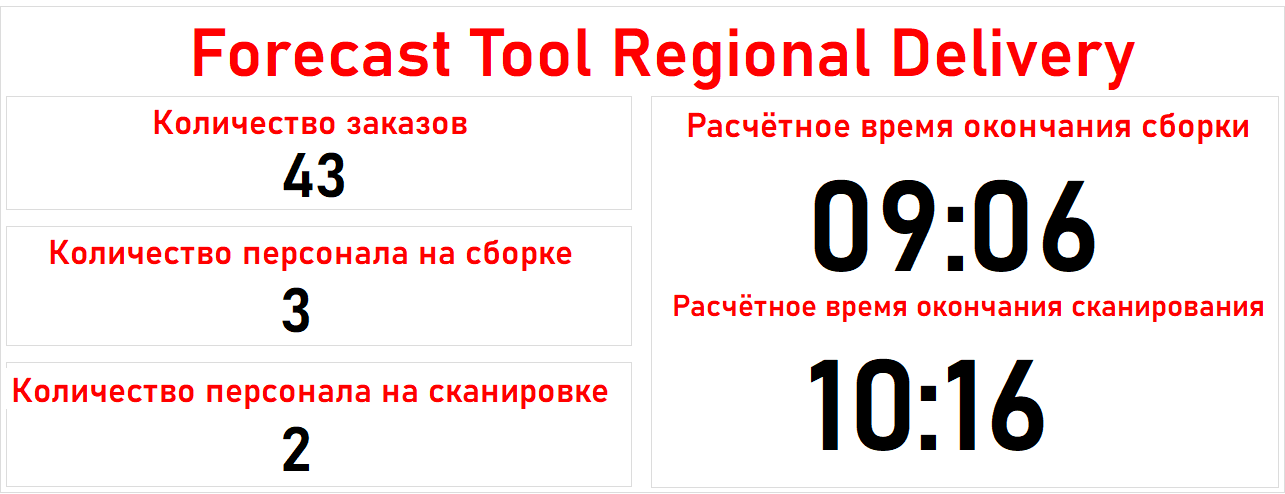 Forecast Tool Regional Delivery
Количество заказов
43
Количество персонала на сборке
3
Количество персонала на сканировке
2
Расчётное время окончания сборки
09:06
Расчётное время окончания сканирования
10:16